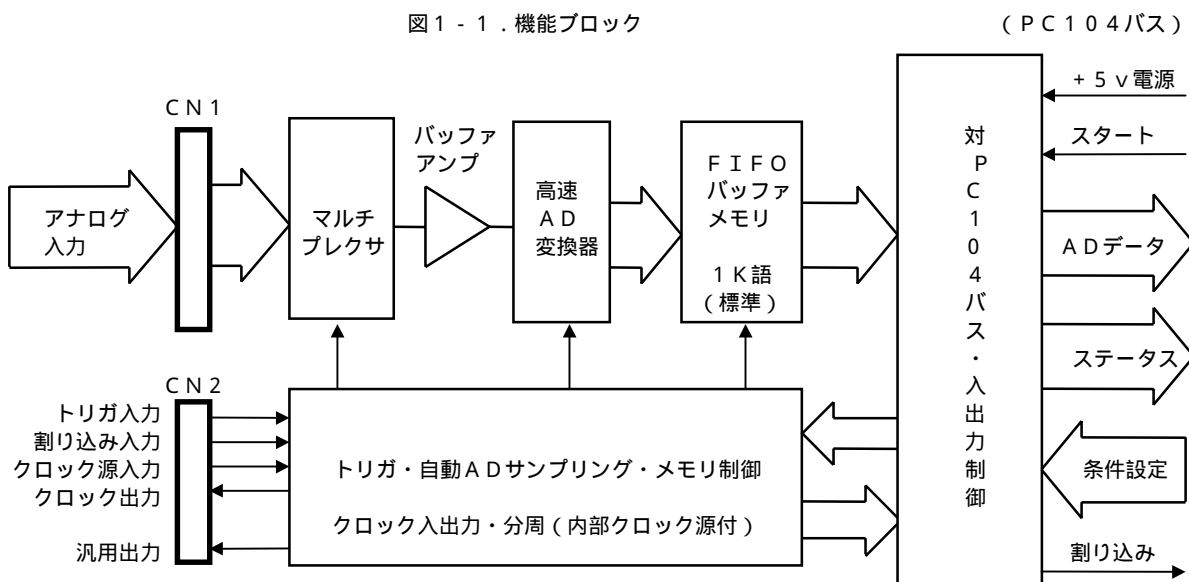 図1-1.機能ブロック
(PC104バス)
CN1
アナログ
入力
マルチ
プレクサ
バッファ
アンプ
高速
AD
変換器
FIFO
バッファ
メモリ
1K語
(標準)
対PC104バス・入出力制御
+5v電源
スタート
ADデータ
ステータス
条件設定
割り込み
CN2
トリガ入力
割り込み入力
クロック源入力
クロック出力
汎用出力
トリガ・自動ADサンプリング・メモリ制御
クロック入出力・分周(内部クロック源付)